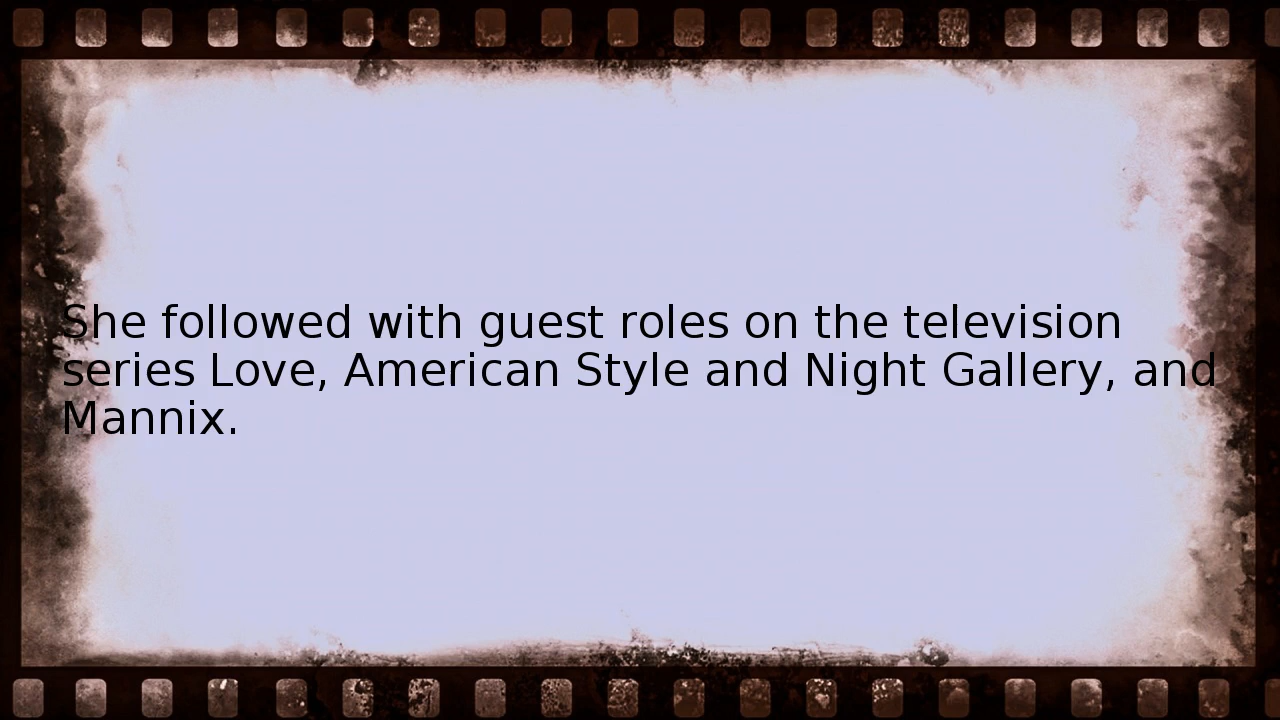 She followed with guest roles on the television
series Love, American Style and Night Gallery, and
Mannix.